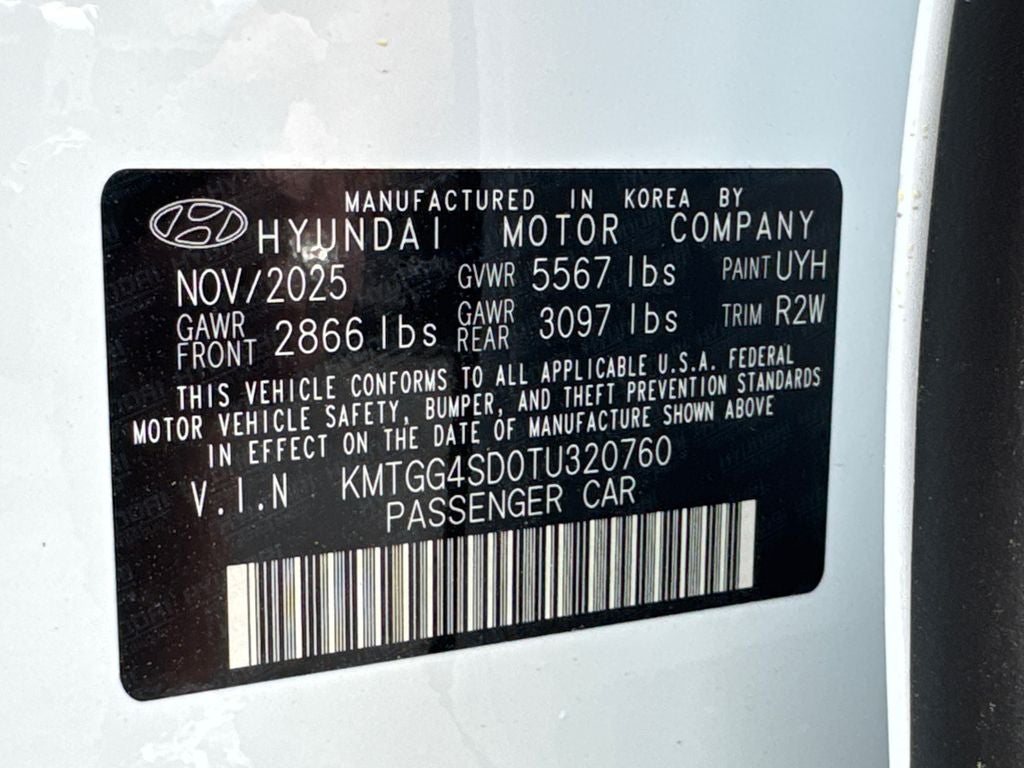 MANUFACTURED IN KOREA BY
HYUNDAI MOTOR COMPANY
NOV/2025 GVWR 5567 lbs PAINT UYH
GAWR FRONT 2866 lbs GAWR REAR 3097 lbs TRIM R2W
THIS VEHICLE CONFORMS TO ALL APPLICABLE U.S.A. FEDERAL
MOTOR VEHICLE SAFETY, BUMPER, AND THEFT PREVENTION STANDARDS
IN EFFECT ON THE DATE OF MANUFACTURE SHOWN ABOVE
V.I.N KMTGG4SD0TU320760
PASSENGER CAR